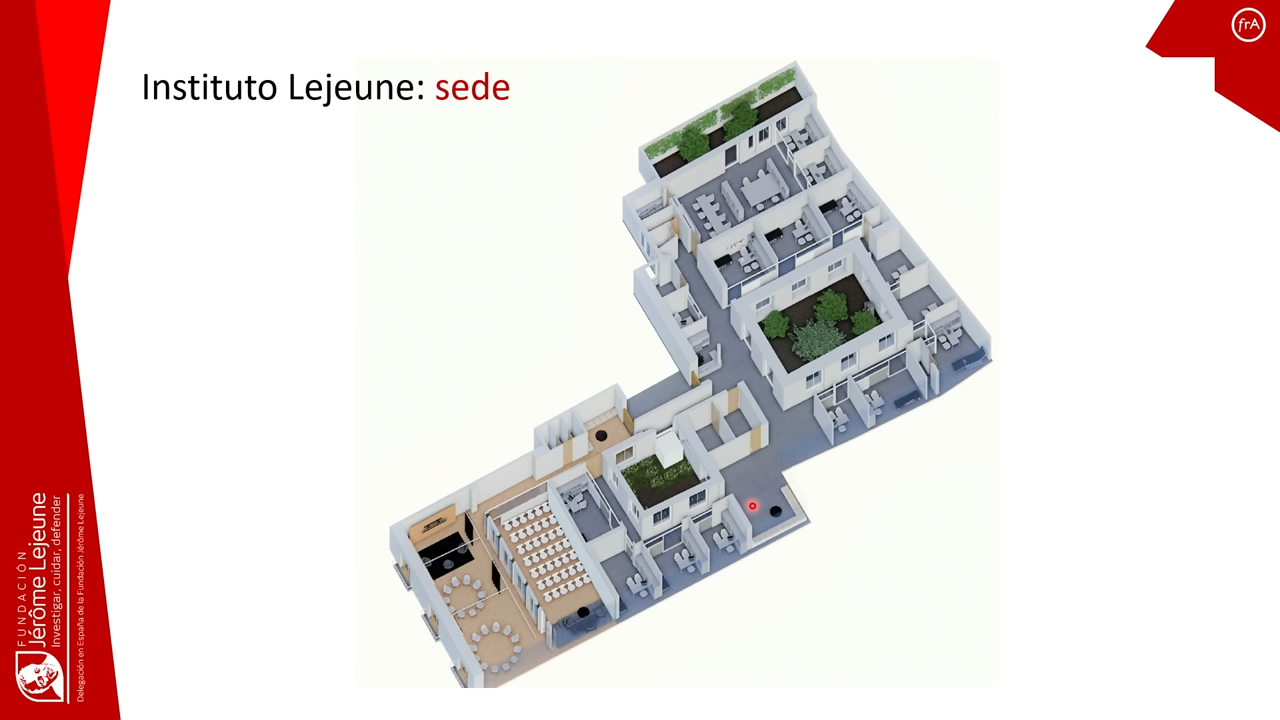 Instituto Lejeune: sede
frA
FUNDACIÓN
Jérôme Lejeune
Investigar, cuidar, defender
Delegación en España de la Fundación Jérôme Lejeune